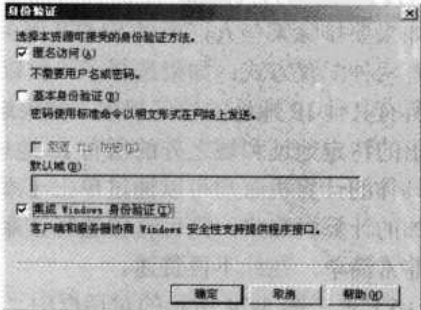 身份验证
选择本资源可接受的身份验证方法。
匿名访问(A)
不需要用户名或密码。
基本身份验证(B)
密码使用标准命令以明文形式在网络上发送。
默认域(D):
集成 Windows 身份验证(I)
客户端和服务器协商 Windows 安全性支持提供程序接口。
确定
取消
帮助(H)